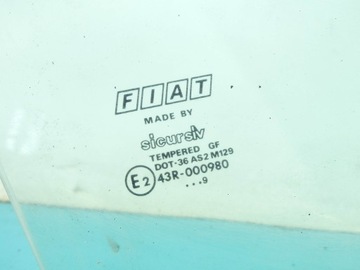 FIAT
MADE BY
sicursiv
TEMPERED GF
DOT-36 AS2 M129
E2 43R-000980
...9